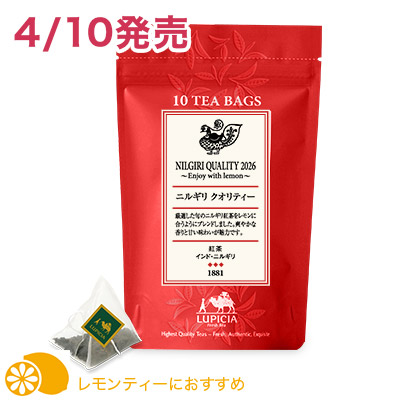 4/10発売
10 TEA BAGS
NILGIRI QUALITY 2026
~Enjoy with lemon~
ニルギリ クオリティー
厳選した旬のニルギリ紅茶をレモンに
合うようにブレンドしました。爽やかな
香りと甘い味わいが魅力です。
紅茶
インド・ニルギリ
1881
LUPICIA
Fresh Tea
Highest Quality Teas – Fresh, Authentic, Exquisite
レモンティーにおすすめ